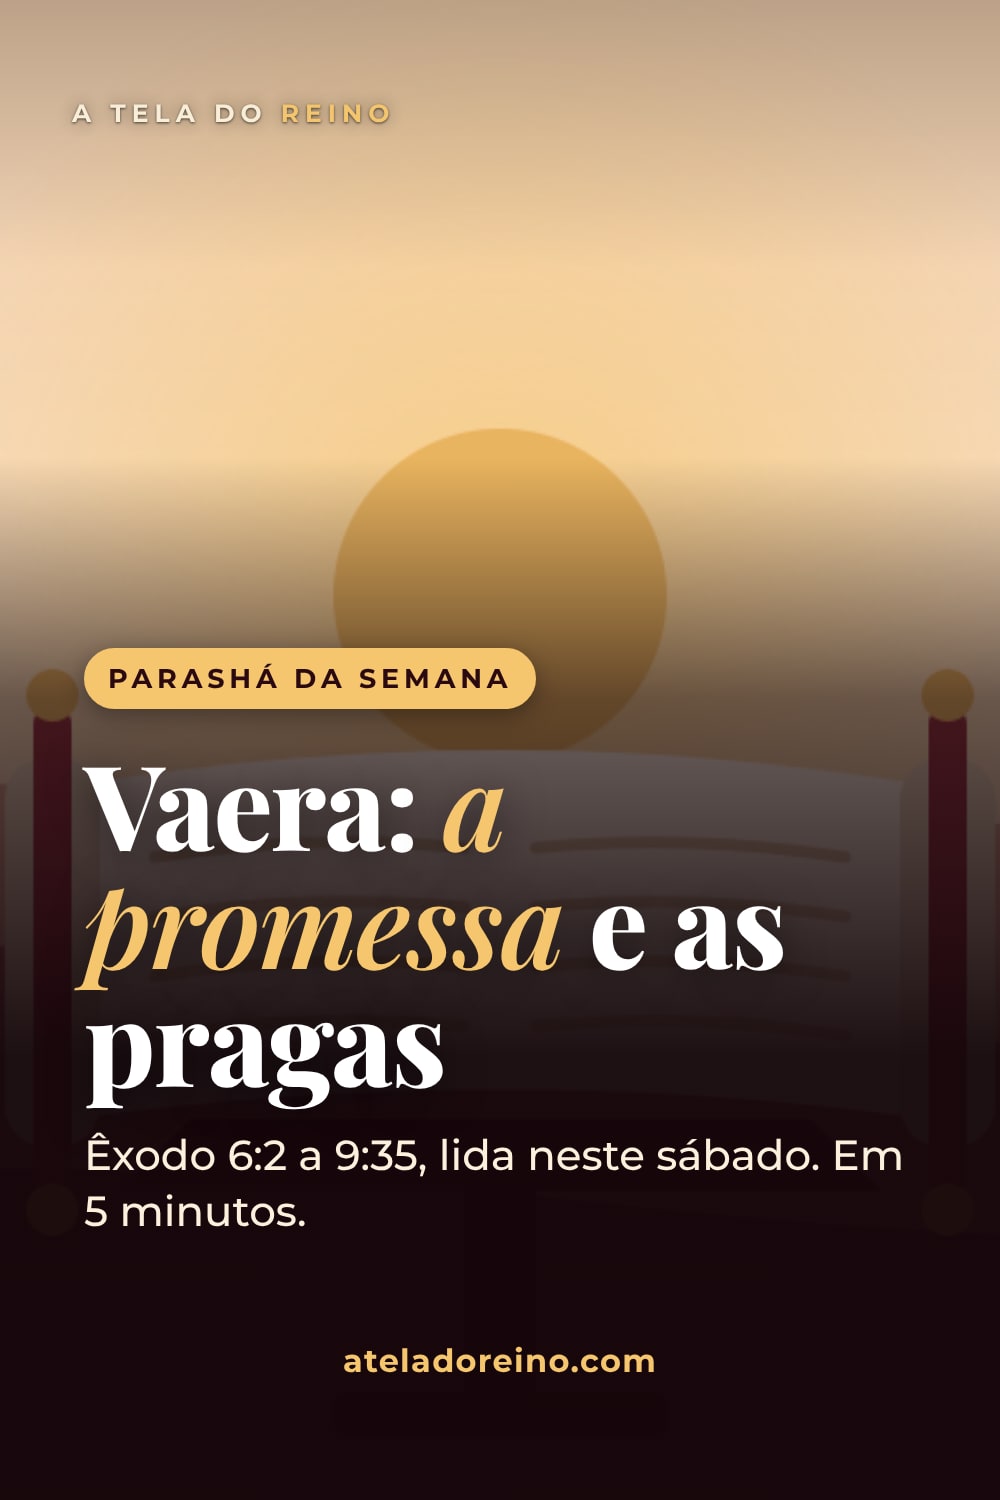 A TELA DO REINO
PARASHÁ DA SEMANA
Vaera: a
promessa e as
pragas
Êxodo 6:2 a 9:35, lida neste sábado. Em
5 minutos.
ateladoreino.com